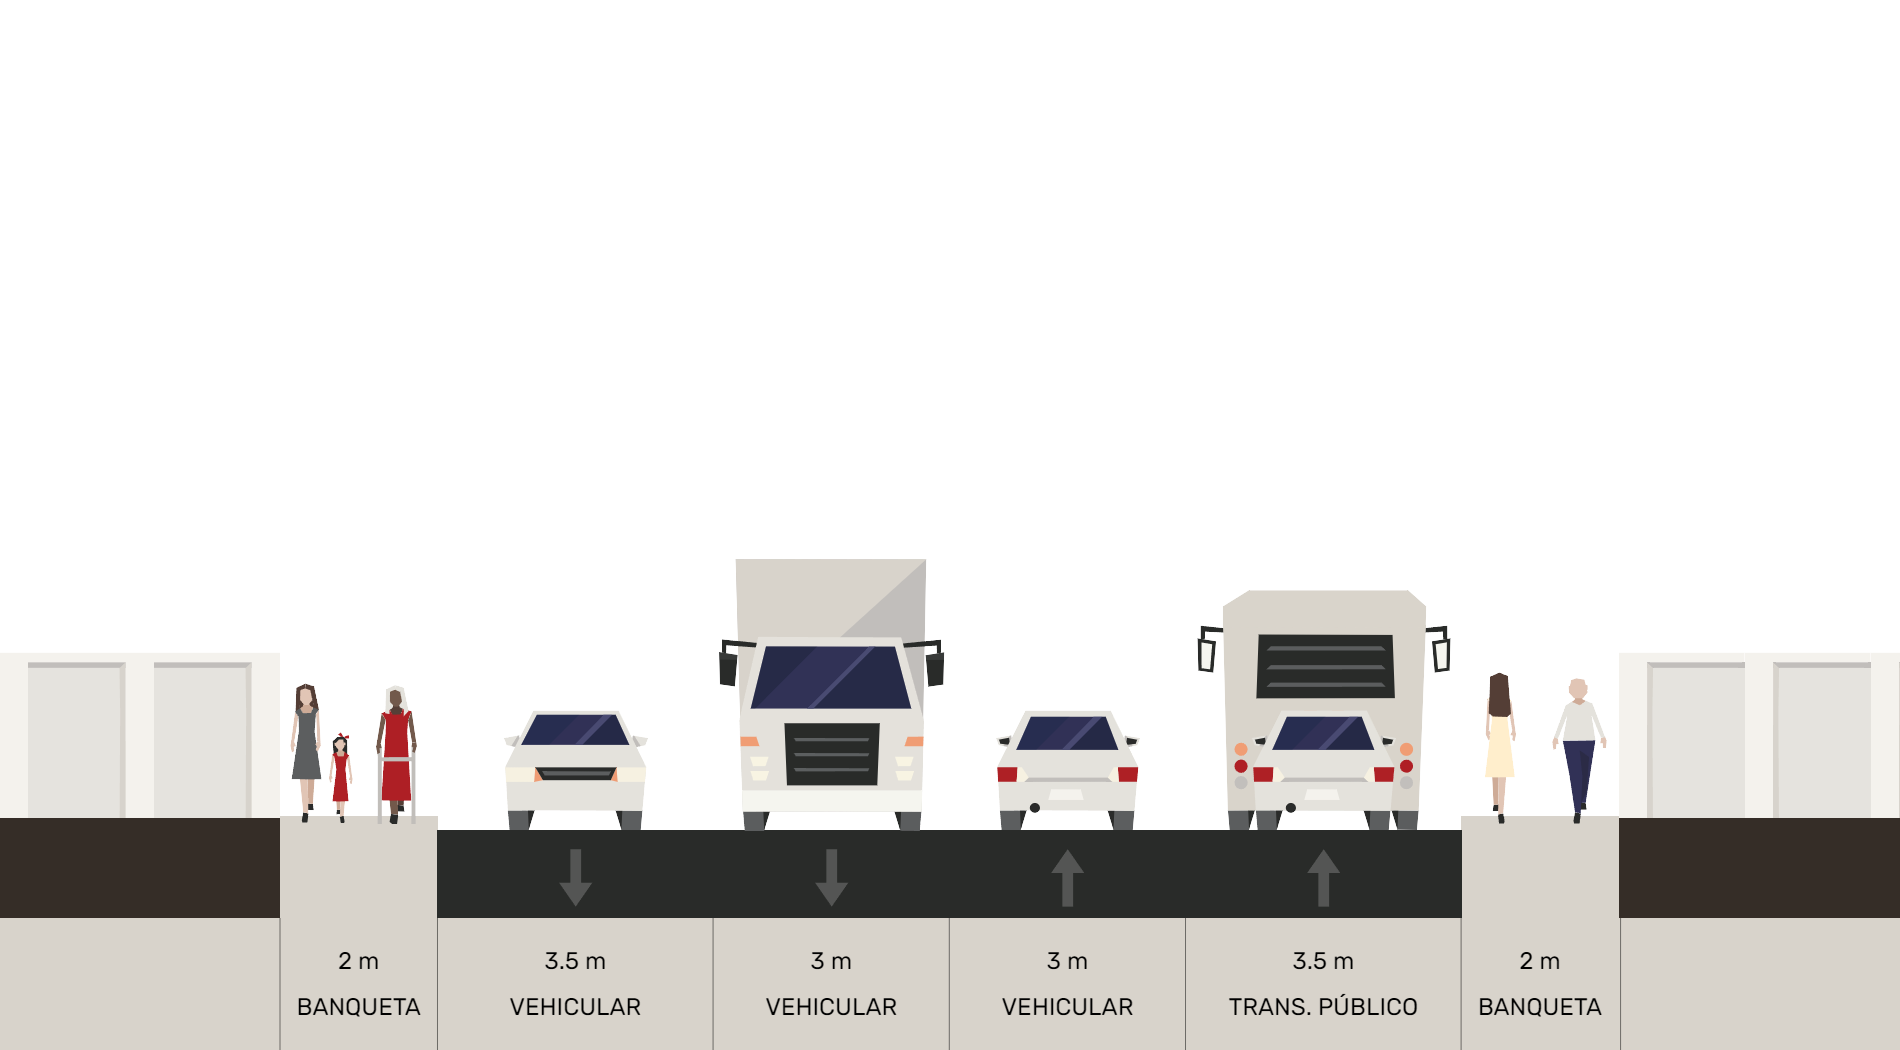 2 m
BANQUETA
3.5 m
VEHICULAR
3 m
VEHICULAR
3 m
VEHICULAR
3.5 m
TRANS. PÚBLICO
2 m
BANQUETA